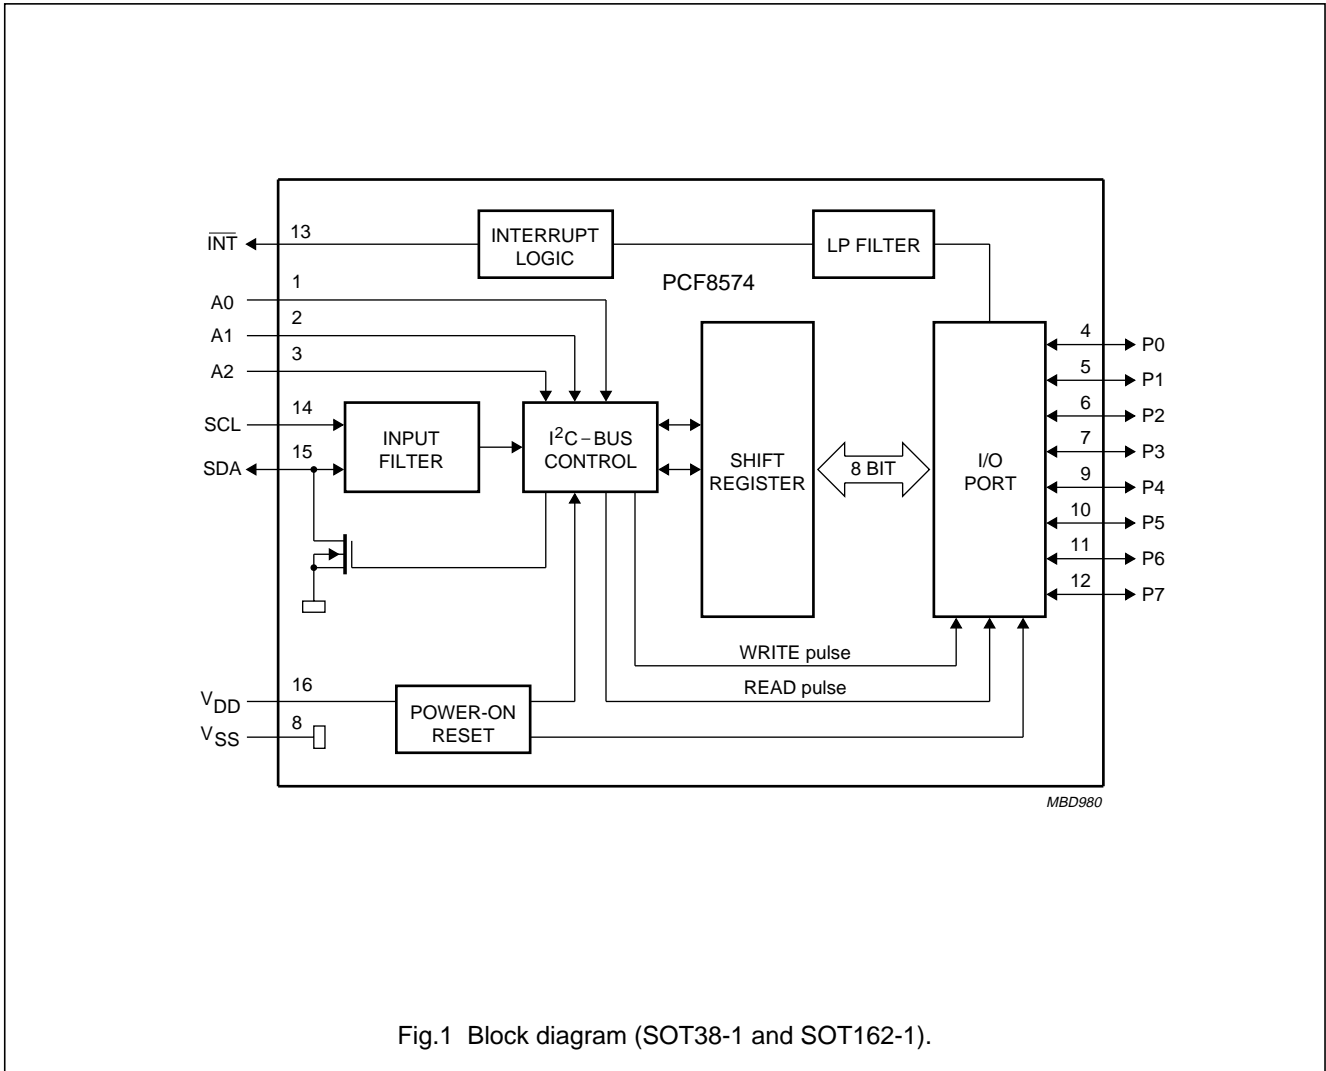 INT
13
INTERRUPT
LOGIC
LP FILTER
PCF8574
A0
1
A1
2
A2
3
SCL
14
SDA
15
INPUT
FILTER
I²C – BUS
CONTROL
SHIFT
REGISTER
8 BIT
I/O
PORT
4
P0
5
P1
6
P2
7
P3
9
P4
10
P5
11
P6
12
P7
WRITE pulse
READ pulse
VDD
16
VSS
8
POWER-ON
RESET
MBD980
Fig.1 Block diagram (SOT38-1 and SOT162-1).